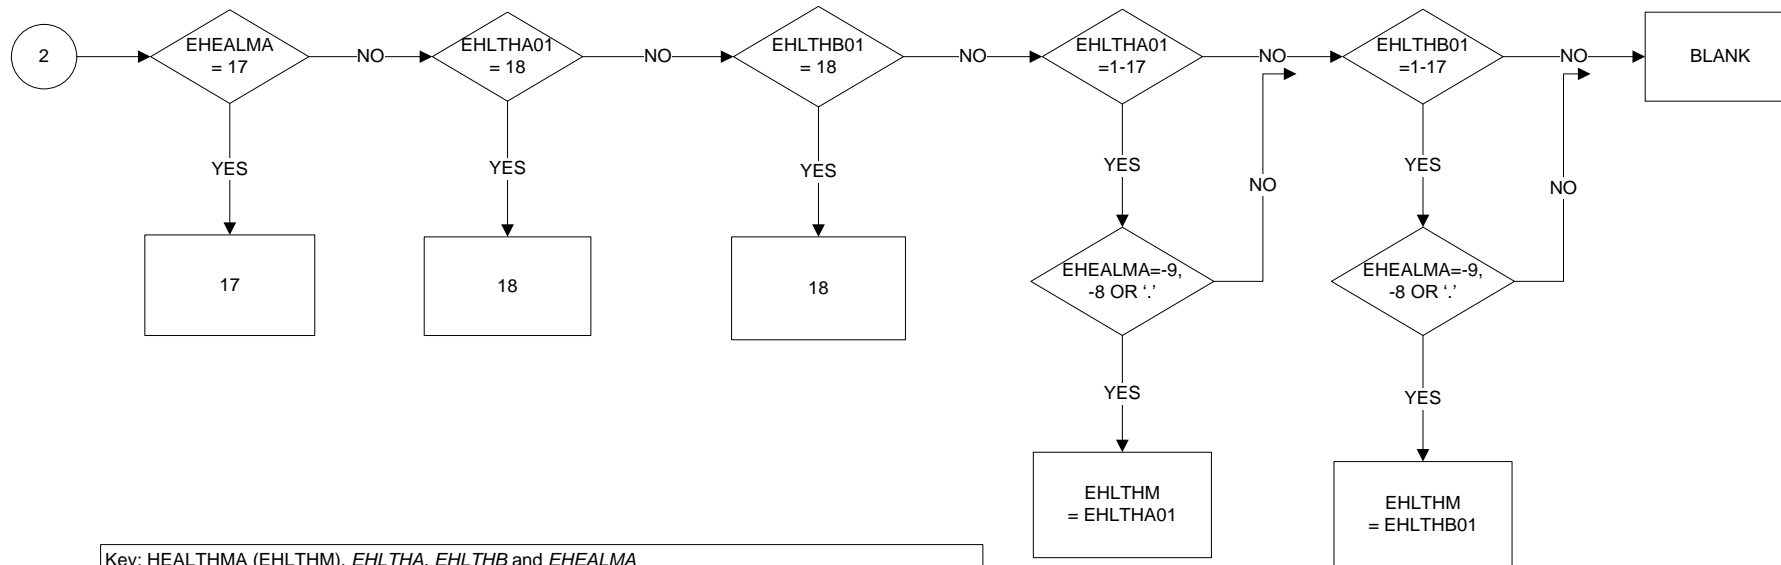 2
EHEALMA
= 17
NO
EHLTHA01
= 18
NO
EHLTHB01
= 18
NO
EHLTHA01
=1-17
NO
EHLTHB01
=1-17
NO
BLANK
YES
YES
YES
YES
YES
NO
NO
17
18
18
EHEALMA=-9,
-8 OR ‘.’
EHEALMA=-9,
-8 OR ‘.’
YES
YES
EHLTHM
= EHLTHA01
EHLTHM
= EHLTHB01
Key: HEALTHMA (EHLTHM), EHLTHA, EHLTHB and EHEALMA